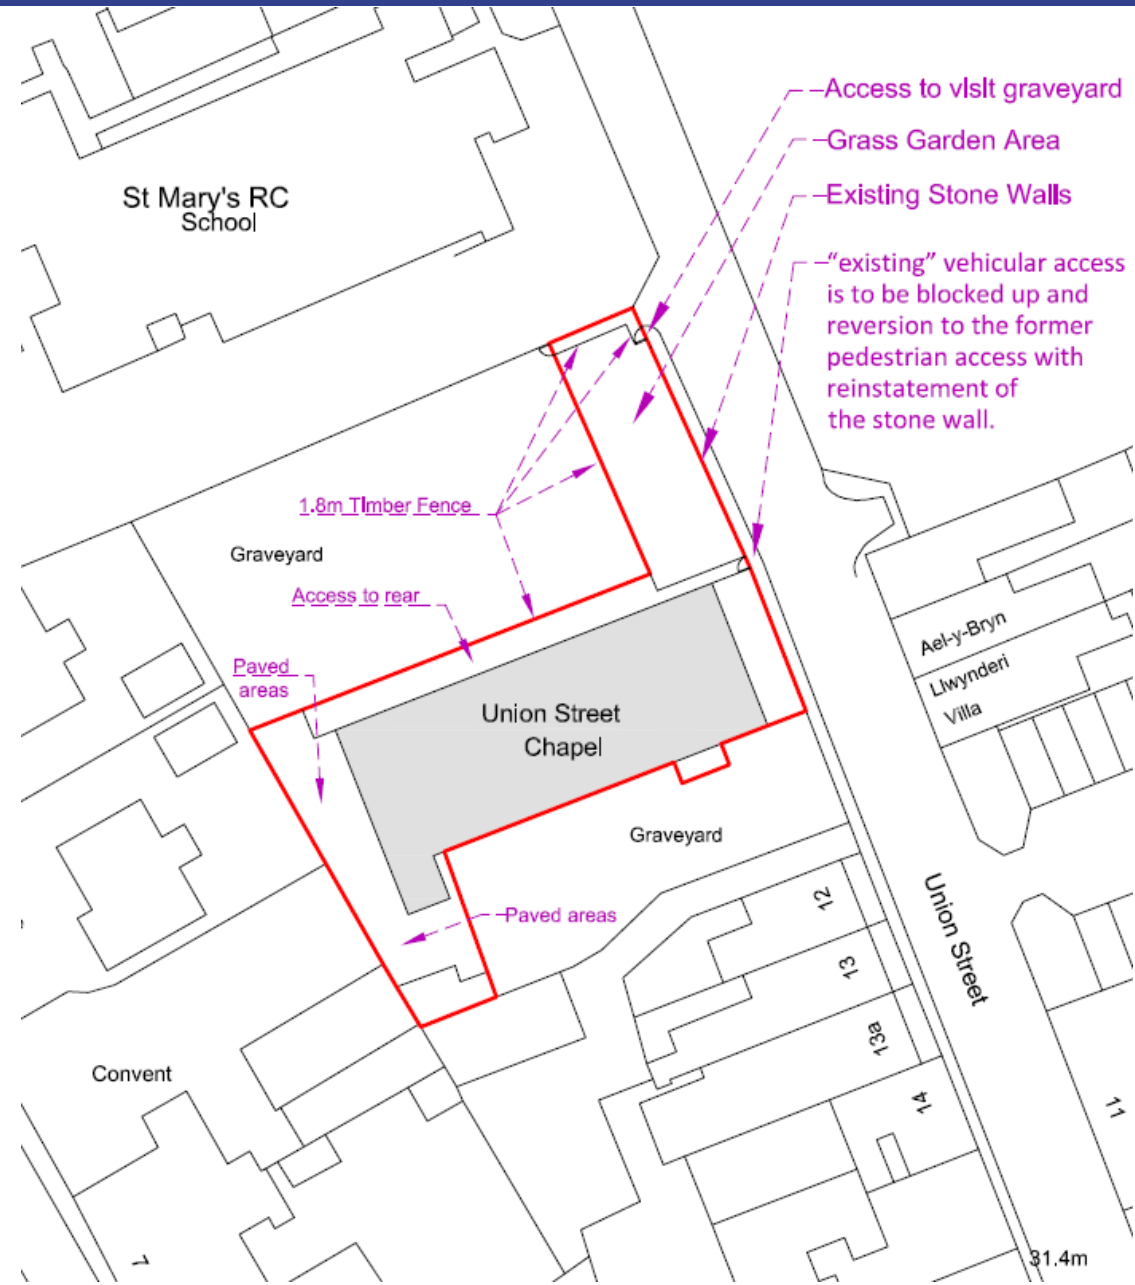 Access to visit graveyard
Grass Garden Area
Existing Stone Walls
“existing” vehicular access
is to be blocked up and
reversion to the former
pedestrian access with
reinstatement of
the stone wall.
St Mary's RC
School
1.8m Timber Fence
Graveyard
Access to rear
Paved
areas
Union Street
Chapel
Ael-y-Bryn
Llwynderi
Villa
Graveyard
Paved areas
12
13
13a
14
Union Street
11
Convent
7
31.4m